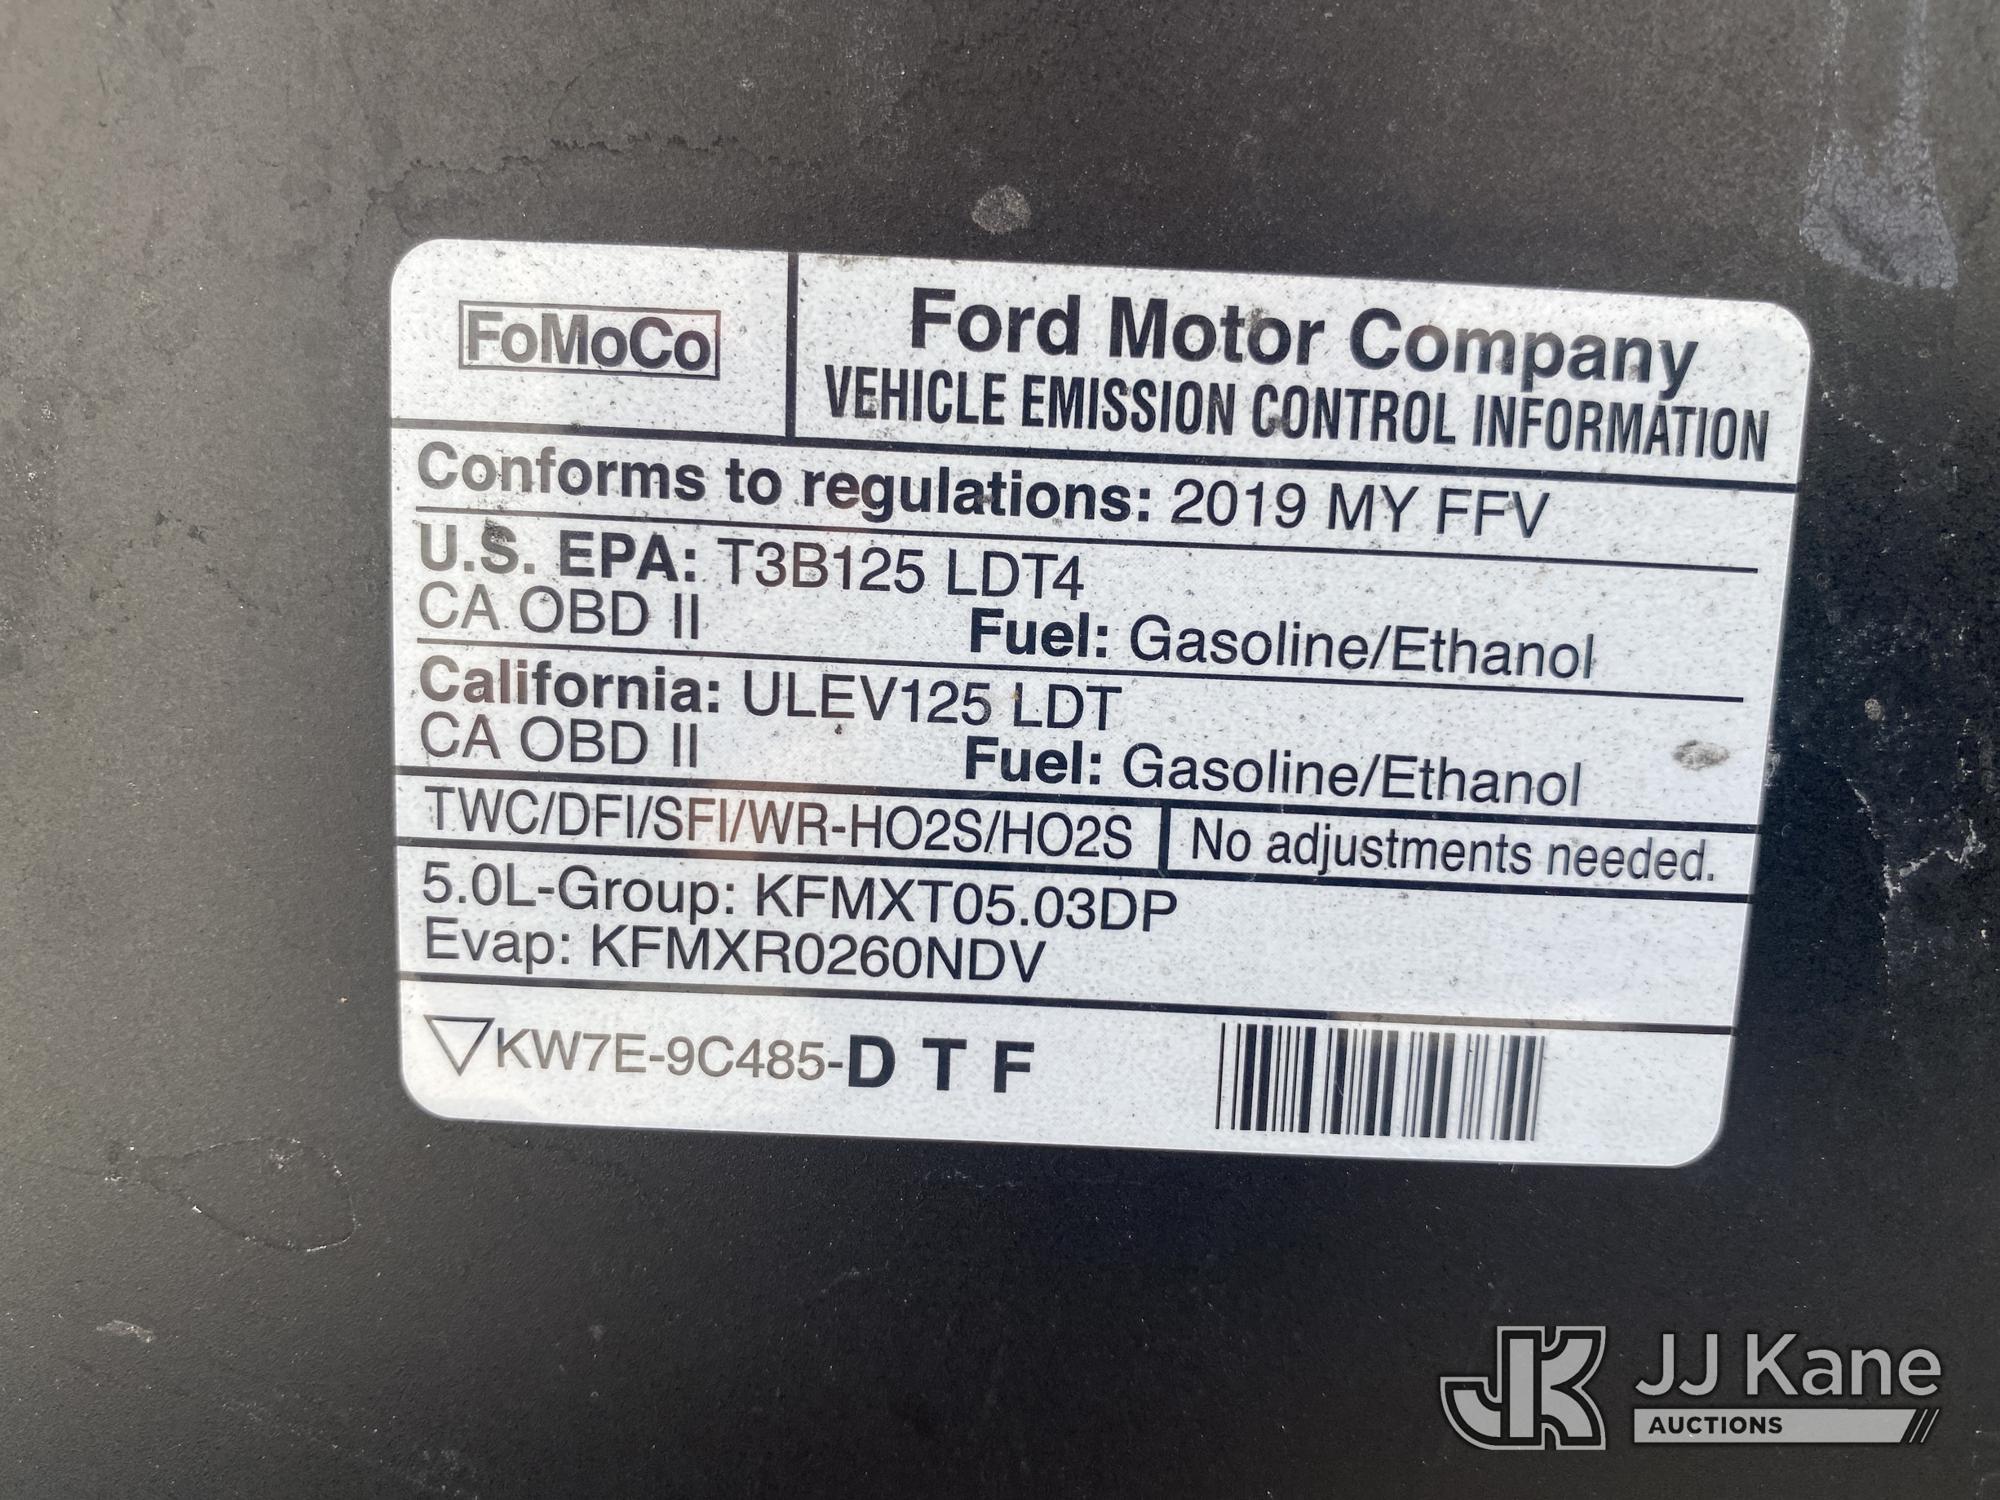 FoMoCo
Ford Motor Company
VEHICLE EMISSION CONTROL INFORMATION
Conforms to regulations: 2019 MY FFV
U.S. EPA: T3B125 LDT4
CA OBD II Fuel: Gasoline/Ethanol
California: ULEV125 LDT
CA OBD II Fuel: Gasoline/Ethanol
TWC/DFI/SFI/WR-HO2S/HO2S No adjustments needed.
5.0L-Group: KFMXT05.03DP
Evap: KFMXR0260NDV
KW7E-9C485-D T F
JK JJ Kane
AUCTIONS